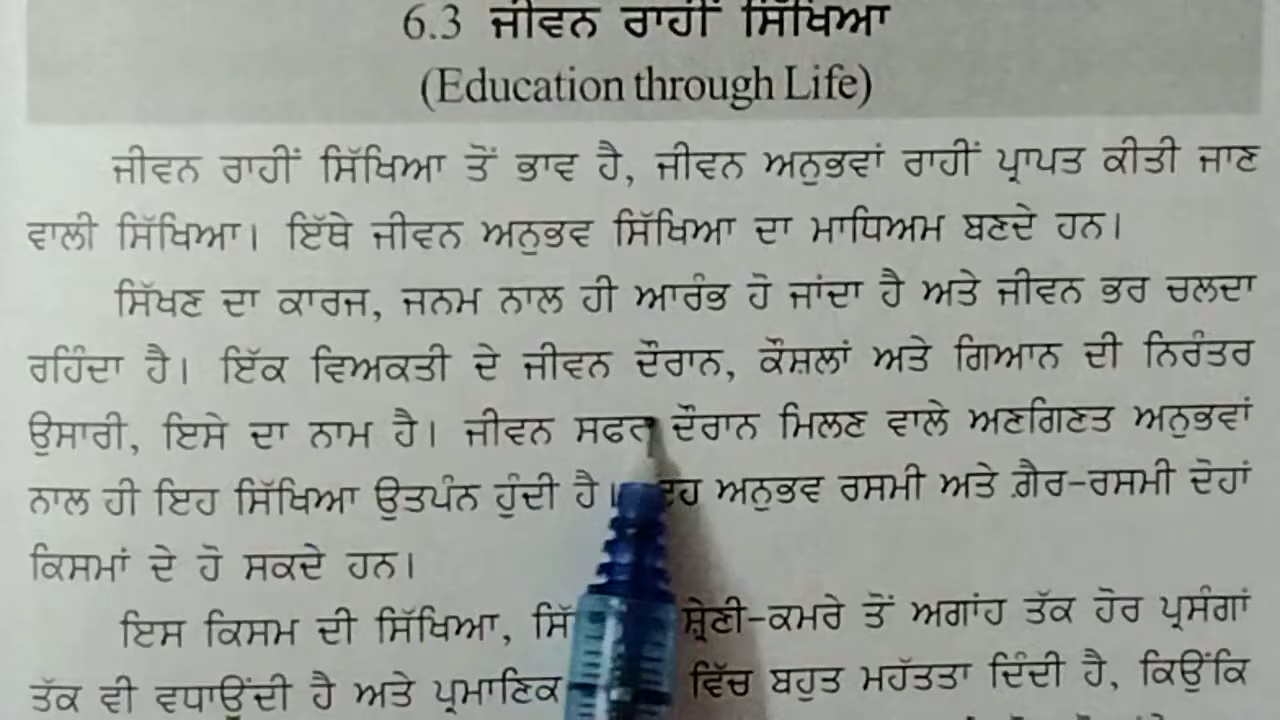 6.3 ਜੀਵਨ ਰਾਹੀਂ ਸਿੱਖਿਆ
(Education through Life)
ਜੀਵਨ ਰਾਹੀਂ ਸਿੱਖਿਆ ਤੋਂ ਭਾਵ ਹੈ, ਜੀਵਨ ਅਨੁਭਵਾਂ ਰਾਹੀਂ ਪ੍ਰਾਪਤ ਕੀਤੀ ਜਾਣ
ਵਾਲੀ ਸਿੱਖਿਆ। ਇੱਥੇ ਜੀਵਨ ਅਨੁਭਵ ਸਿੱਖਿਆ ਦਾ ਮਾਧਿਅਮ ਬਣਦੇ ਹਨ।
ਸਿੱਖਣ ਦਾ ਕਾਰਜ, ਜਨਮ ਨਾਲ ਹੀ ਆਰੰਭ ਹੋ ਜਾਂਦਾ ਹੈ ਅਤੇ ਜੀਵਨ ਭਰ ਚਲਦਾ
ਰਹਿੰਦਾ ਹੈ। ਇੱਕ ਵਿਅਕਤੀ ਦੇ ਜੀਵਨ ਦੌਰਾਨ, ਕੌਸ਼ਲਾਂ ਅਤੇ ਗਿਆਨ ਦੀ ਨਿਰੰਤਰ
ਉਸਾਰੀ, ਇਸੇ ਦਾ ਨਾਮ ਹੈ। ਜੀਵਨ ਸਫਰ ਦੌਰਾਨ ਮਿਲਣ ਵਾਲੇ ਅਣਗਿਣਤ ਅਨੁਭਵਾਂ
ਨਾਲ ਹੀ ਇਹ ਸਿੱਖਿਆ ਉਤਪੰਨ ਹੁੰਦੀ ਹੈ। ਅਨੁਭਵ ਰਸਮੀ ਅਤੇ ਗ਼ੈਰ-ਰਸਮੀ ਦੋਹਾਂ
ਕਿਸਮਾਂ ਦੇ ਹੋ ਸਕਦੇ ਹਨ।
ਇਸ ਕਿਸਮ ਦੀ ਸਿੱਖਿਆ, ਸ਼੍ਰੇਣੀ-ਕਮਰੇ ਤੋਂ ਅਗਾਂਹ ਤੱਕ ਹੋਰ ਪ੍ਰਸੰਗਾਂ
ਤੱਕ ਵੀ ਵਧਾਉਂਦੀ ਹੈ ਅਤੇ ਪ੍ਰਮਾਣਿਕ ਵਿੱਚ ਬਹੁਤ ਮਹੱਤਤਾ ਦਿੰਦੀ ਹੈ, ਕਿਉਂਕਿ